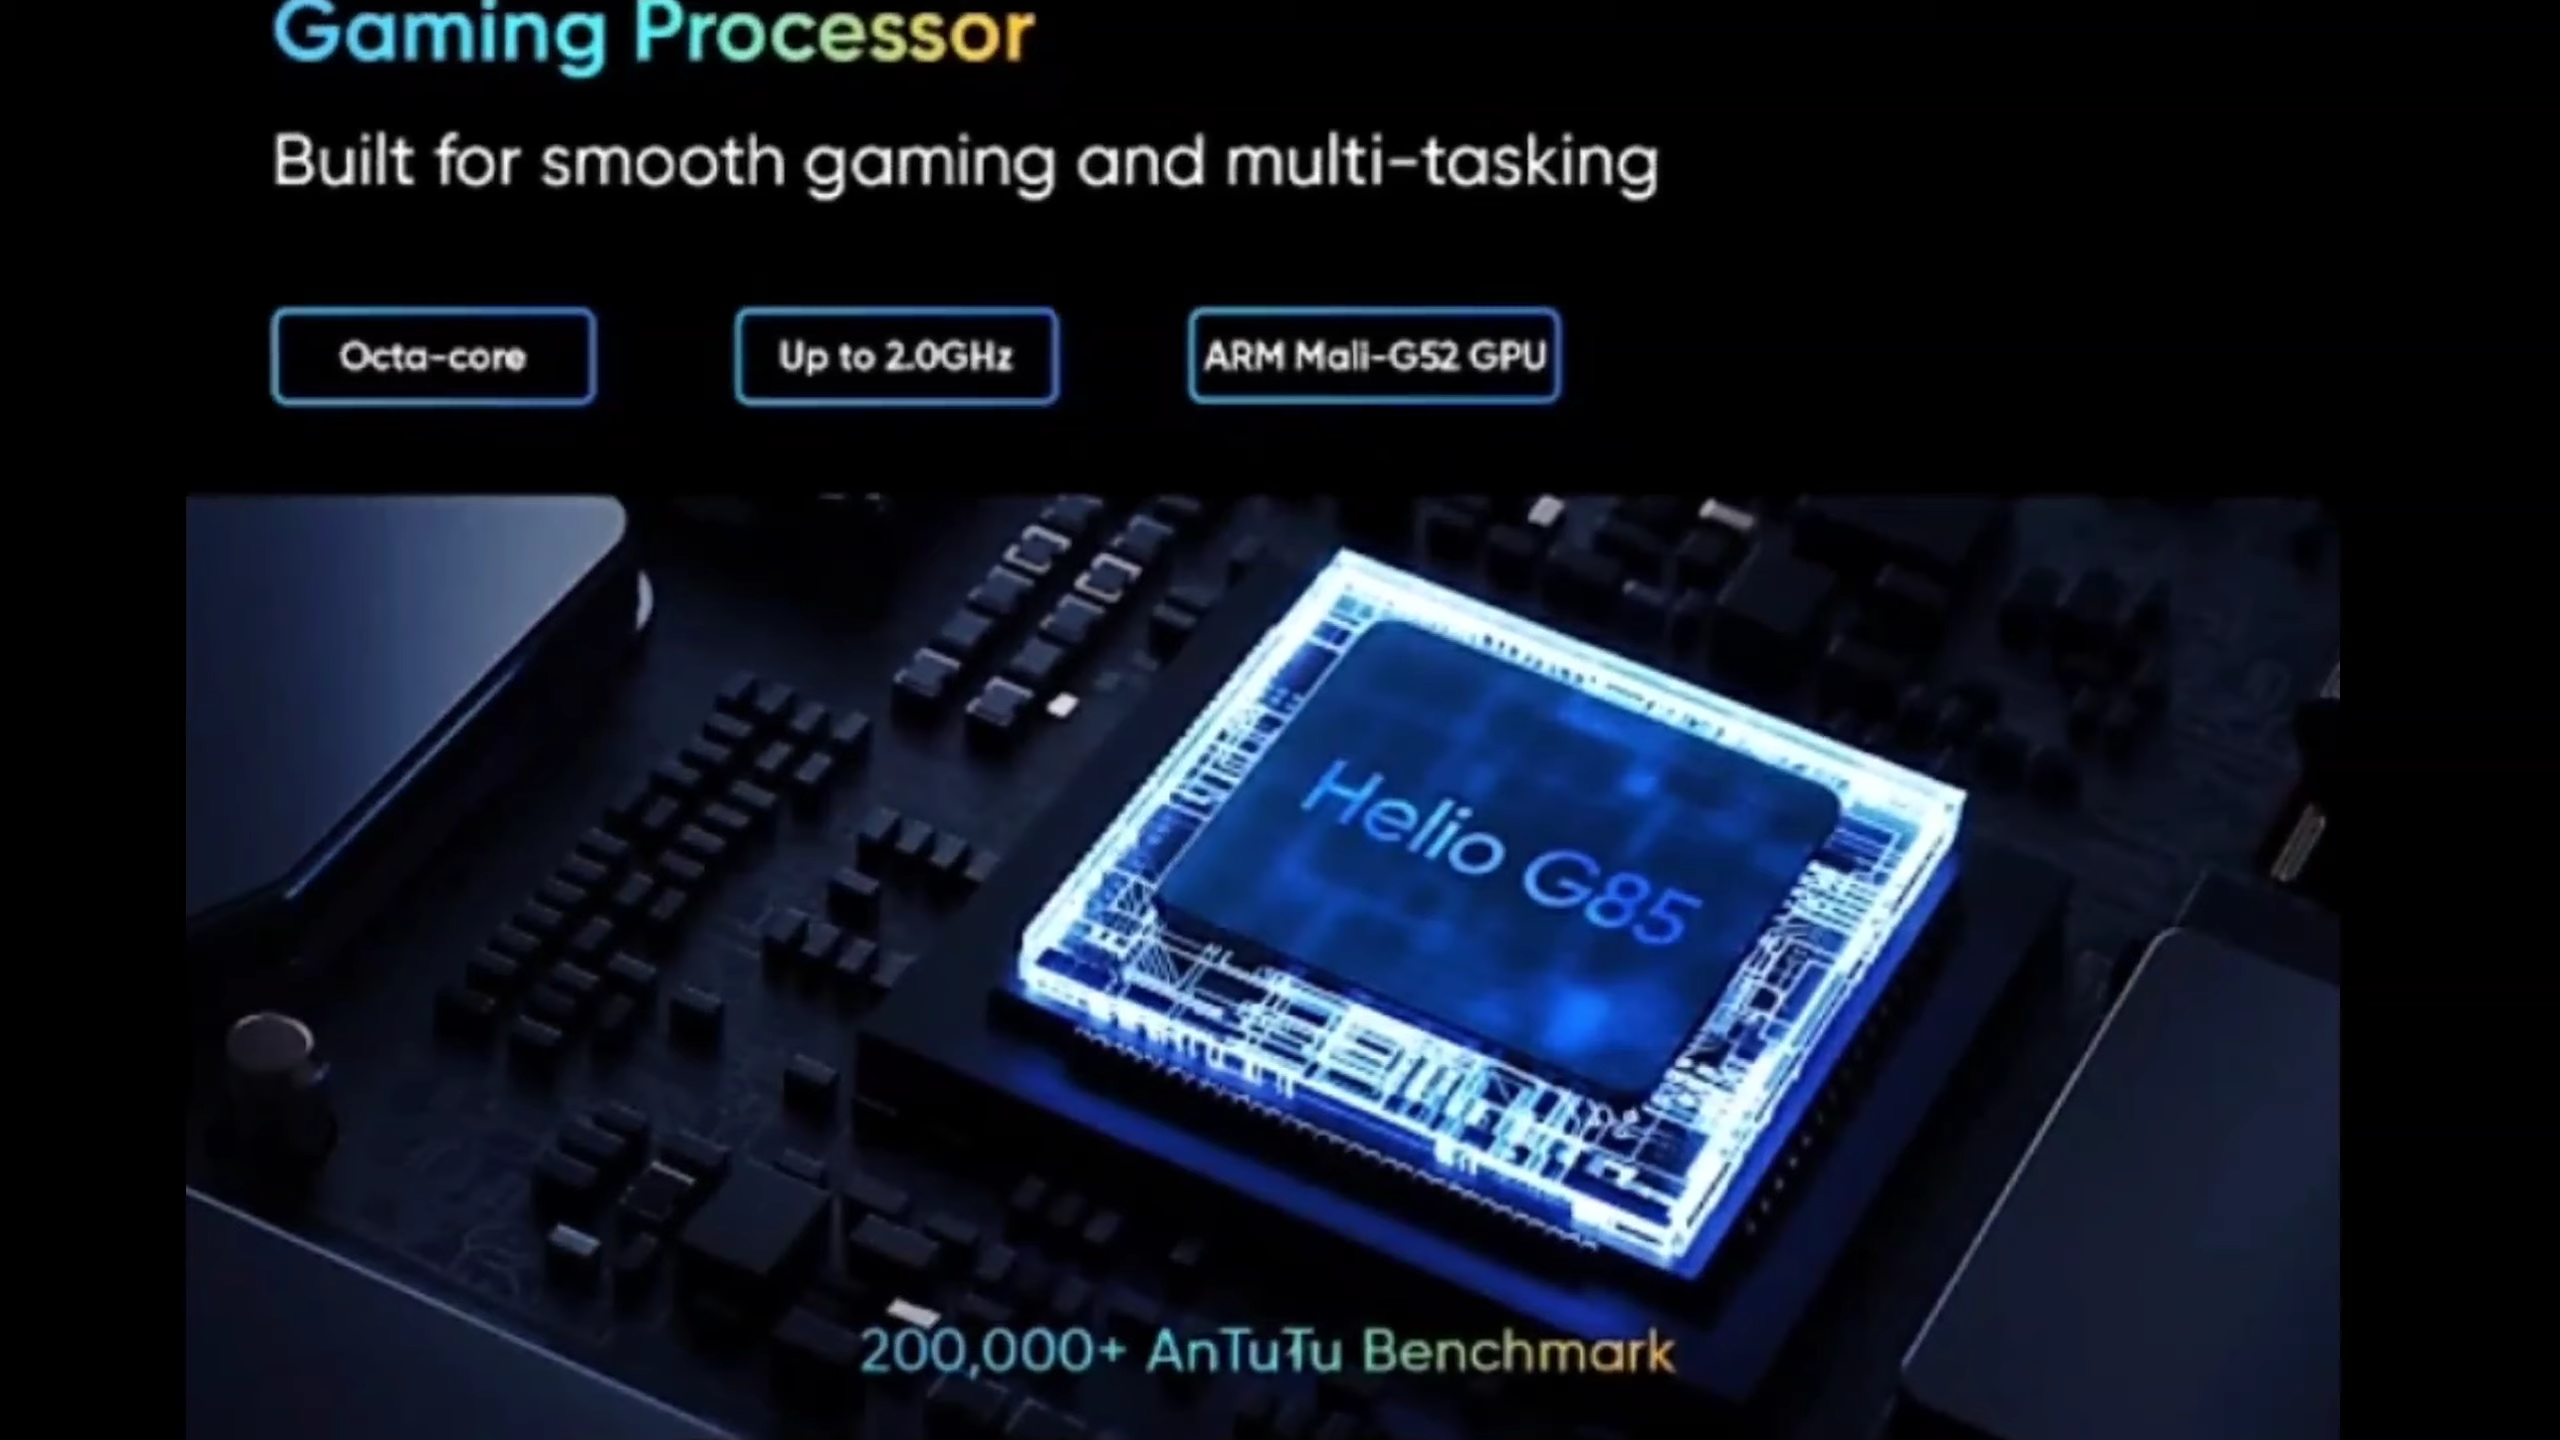 Gaming Processor
Built for smooth gaming and multi-tasking
Octa-core
Up to 2.0GHz
ARM Mali-G52 GPU
Helio G85
200,000+ AnTuTu Benchmark